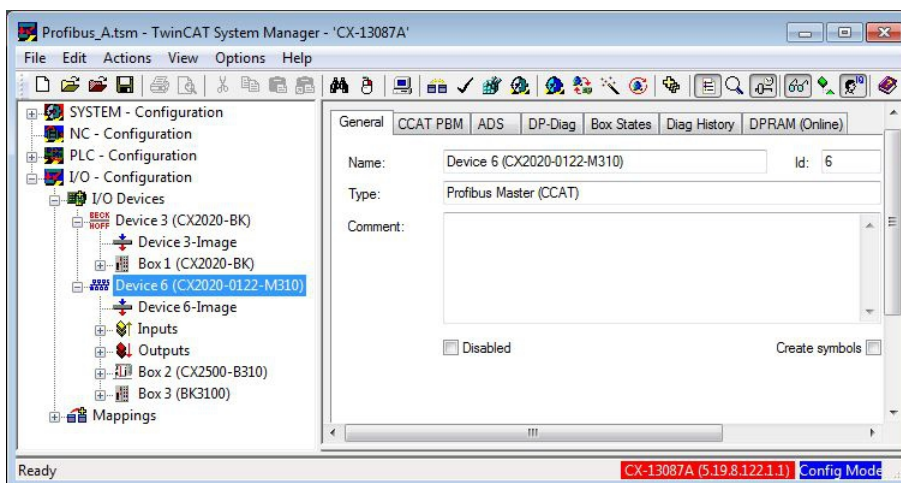 Profibus_A.tsm - TwinCAT System Manager - 'CX-13087A'
File Edit Actions View Options Help
SYSTEM - Configuration
NC - Configuration
PLC - Configuration
I/O - Configuration
I/O Devices
BECK
HOFF
Device 3 (CX2020-BK)
Device 3-Image
Box 1 (CX2020-BK)
Device 6 (CX2020-0122-M310)
Device 6-Image
Inputs
Outputs
Box 2 (CX2500-B310)
Box 3 (BK3100)
Mappings
General CCAT PBM ADS DP-Diag Box States Diag History DPRAM (Online)
Name: Device 6 (CX2020-0122-M310) Id: 6
Type: Profibus Master (CCAT)
Comment:
Disabled Create symbols
Ready CX-13087A (5.19.8.122.1.1) Config Mode